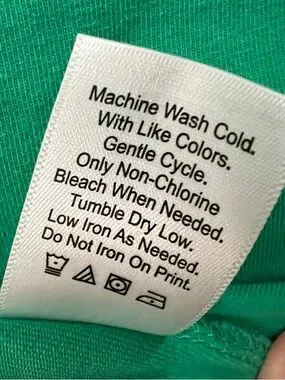 Machine Wash Cold.
With Like Colors.
Gentle Cycle.
Only Non-Chlorine
Bleach When Needed.
Tumble Dry Low.
Low Iron As Needed.
Do Not Iron On Print.